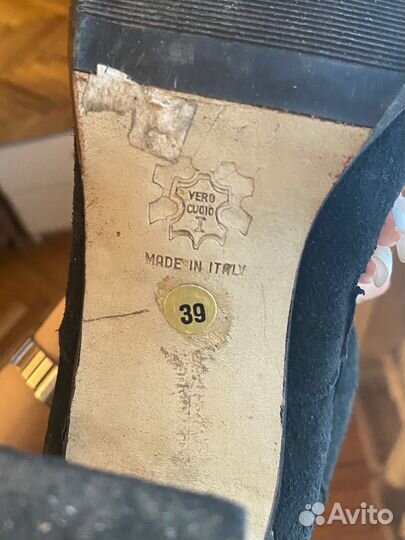 VERO
CUOIO
I
MADE IN ITALY
39
Avito